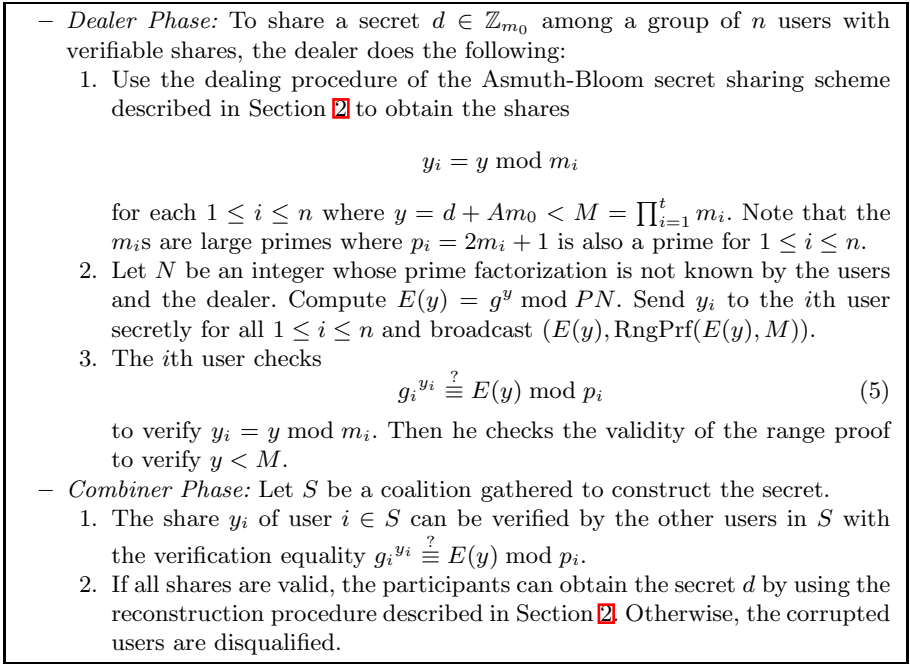 – Dealer Phase: To share a secret d ∈ ℤ_{m_0} among a group of n users with
verifiable shares, the dealer does the following:
1. Use the dealing procedure of the Asmuth-Bloom secret sharing scheme
described in Section 2 to obtain the shares
y_i = y mod m_i
for each 1 ≤ i ≤ n where y = d + Am_0 < M = ∏_{i=1}^{t} m_i. Note that the
m_is are large primes where p_i = 2m_i + 1 is also a prime for 1 ≤ i ≤ n.
2. Let N be an integer whose prime factorization is not known by the users
and the dealer. Compute E(y) = g^y mod PN. Send y_i to the ith user
secretly for all 1 ≤ i ≤ n and broadcast (E(y), RngPrf(E(y), M)).
3. The ith user checks
g_i^{y_i} ≟≡ E(y) mod p_i (5)
to verify y_i = y mod m_i. Then he checks the validity of the range proof
to verify y < M.
– Combiner Phase: Let S be a coalition gathered to construct the secret.
1. The share y_i of user i ∈ S can be verified by the other users in S with
the verification equality g_i^{y_i} ≟≡ E(y) mod p_i.
2. If all shares are valid, the participants can obtain the secret d by using the
reconstruction procedure described in Section 2. Otherwise, the corrupted
users are disqualified.